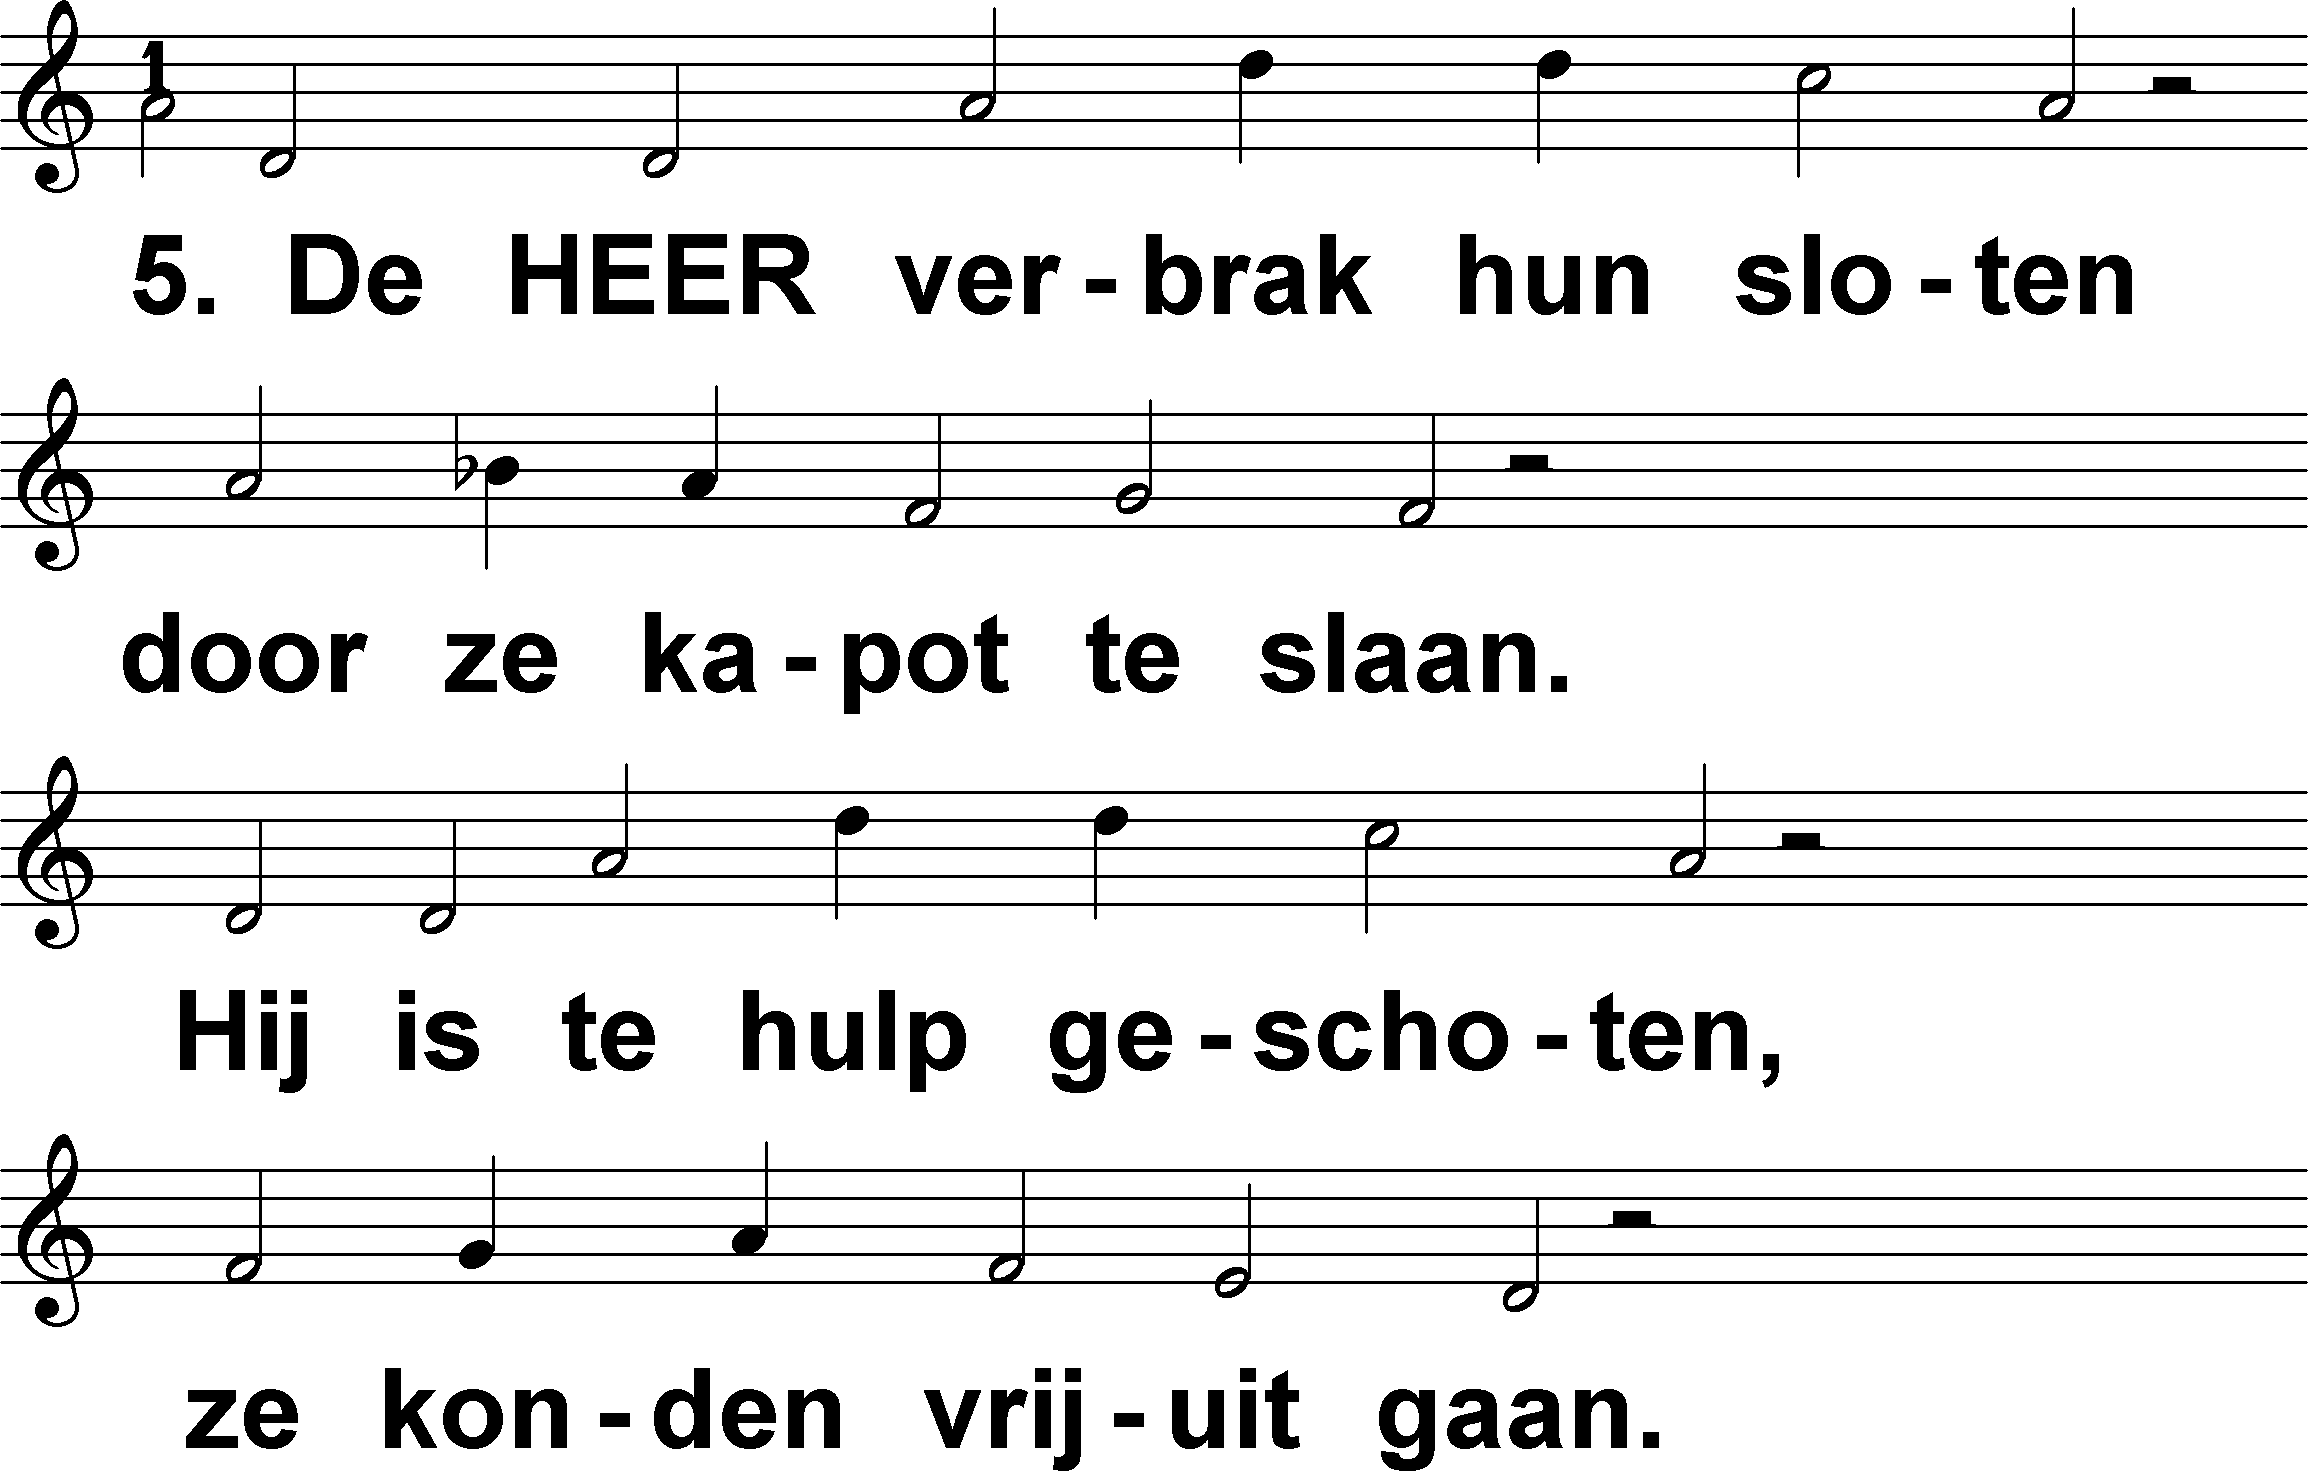 1
5. De HEER ver-brak hun slo-ten
door ze ka-pot te slaan.
Hij is te hulp ge-scho-ten,
ze kon-den vrij-uit gaan.